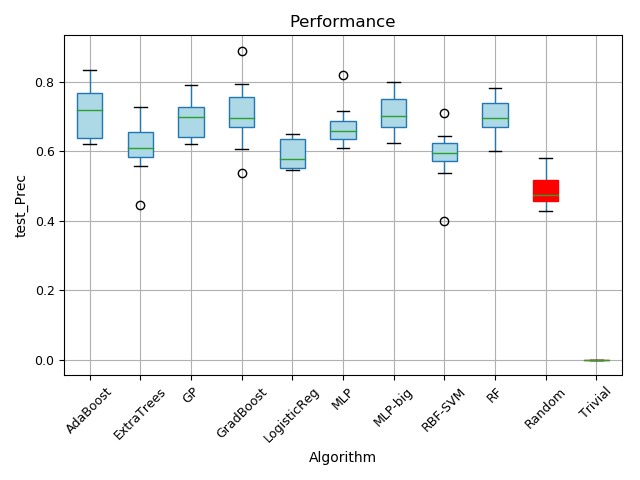 Performance
test_Prec
0.8
0.6
0.4
0.2
0.0
AdaBoost
ExtraTrees
GP
GradBoost
LogisticReg
MLP
MLP-big
RBF-SVM
RF
Random
Trivial
Algorithm